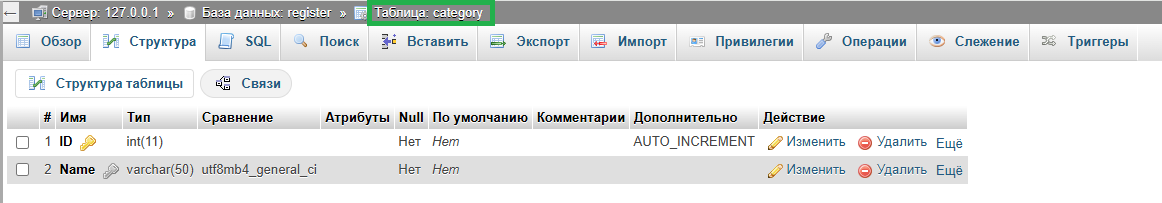 Сервер: 127.0.0.1 » База данных: register » Таблица: category
Обзор Структура SQL Поиск Вставить Экспорт Импорт Привилегии Операции Слежение Триггеры
Структура таблицы Связи
# Имя Тип Сравнение Атрибуты Null По умолчанию Комментарии Дополнительно Действие
1 ID int(11) Нет Нет AUTO_INCREMENT Изменить Удалить Ещё
2 Name varchar(50) utf8mb4_general_ci Нет Нет Изменить Удалить Ещё